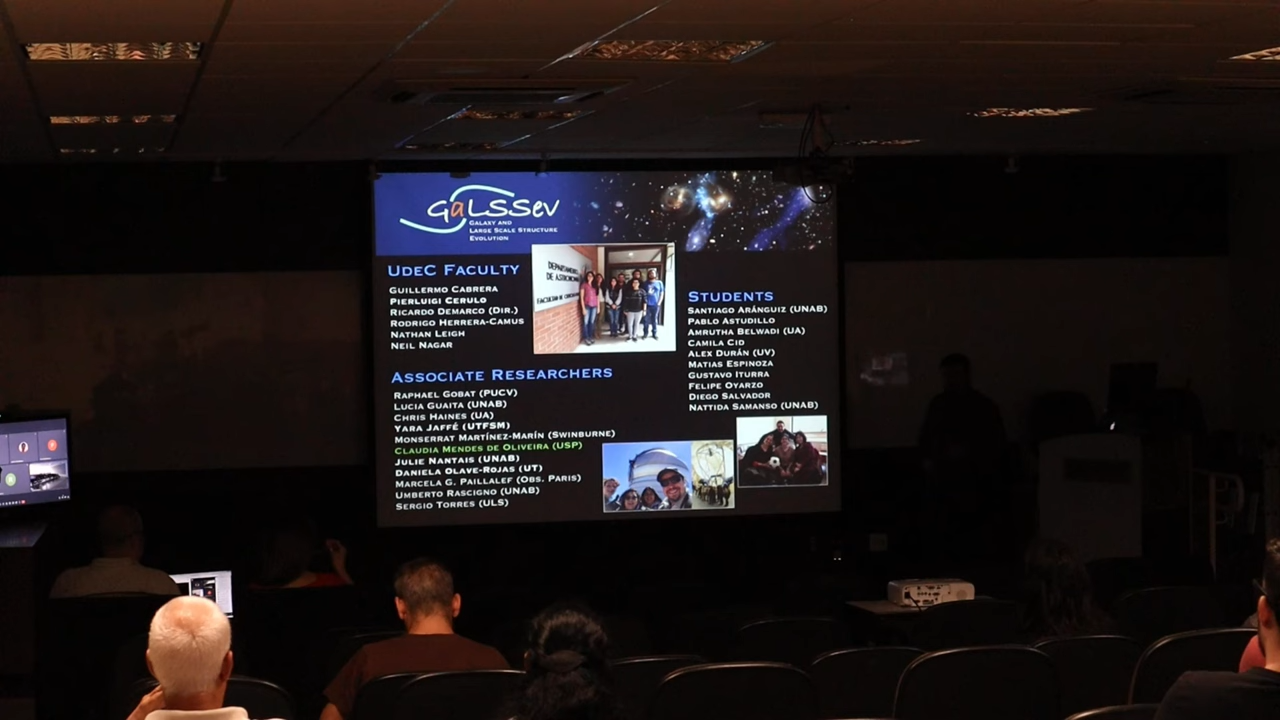 GaLSSev
Galaxy and
Large Scale Structure
Evolution
UdeC Faculty
Guillermo Cabrera
Pierluigi Cerulo
Ricardo Demarco (Dir.)
Rodrigo Herrera-Camus
Nathan Leigh
Neil Nagar
DEPARTAMENTO
DE ASTRONOMIA
Associate Researchers
Raphael Gobat (PUCV)
Lucia Guaita (UNAB)
Chris Haines (UA)
Yara Jaffé (UTFSM)
Monserrat Martínez-Marín (Swinburne)
Claudia Mendes de Oliveira (USP)
Julie Nantais (UNAB)
Daniela Olave-Rojas (UT)
Marcela G. Paillalef (Obs. Paris)
Umberto Rascigno (UNAB)
Sergio Torres (ULS)
Students
Santiago Aránguiz (UNAB)
Pablo Astudillo
Amrutha Belwadi (UA)
Camila Cid
Alex Durán (UV)
Matias Espinoza
Gustavo Iturra
Felipe Oyarzo
Diego Salvador
Nattida Samanso (UNAB)